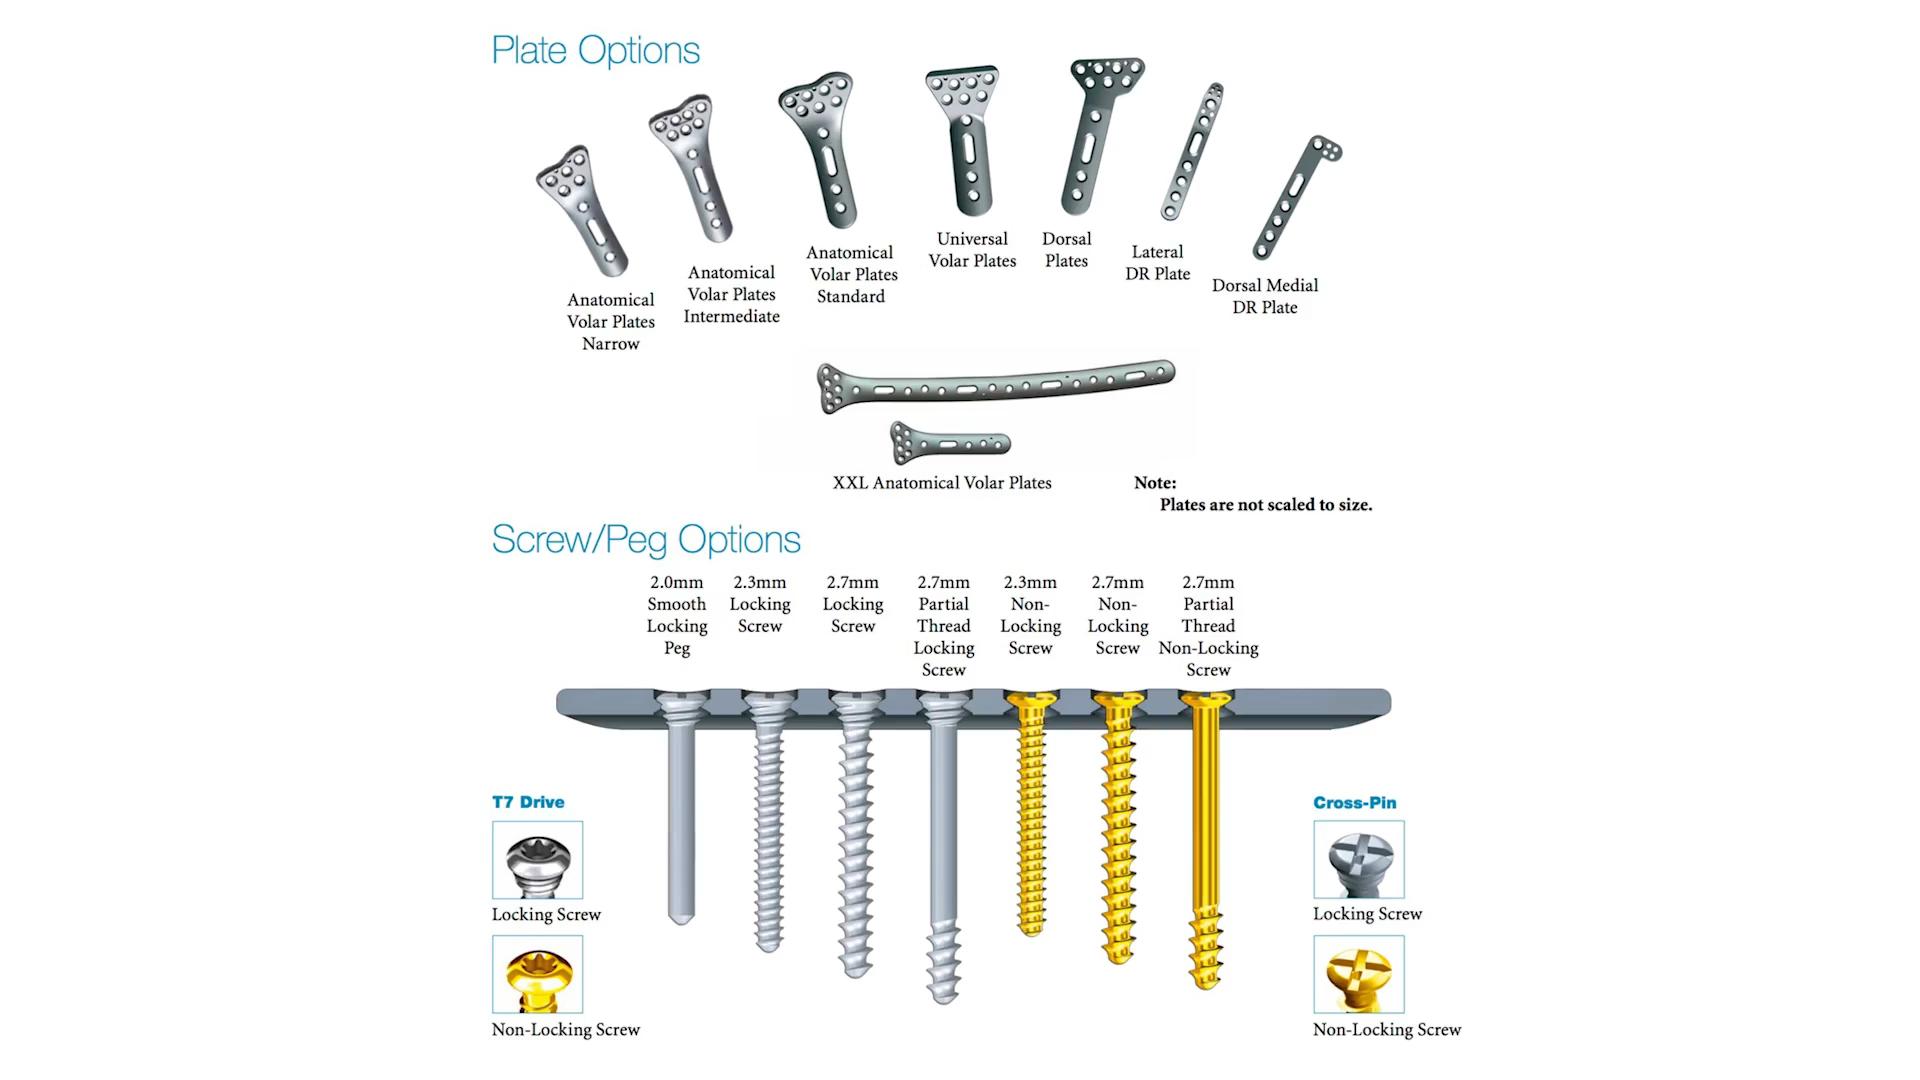 Plate Options
Anatomical
Volar Plates
Narrow
Anatomical
Volar Plates
Intermediate
Anatomical
Volar Plates
Standard
Universal
Volar Plates
Dorsal
Plates
Lateral
DR Plate
Dorsal Medial
DR Plate
XXL Anatomical Volar Plates
Note:
Plates are not scaled to size.
Screw/Peg Options
2.0mm
Smooth
Locking
Peg
2.3mm
Locking
Screw
2.7mm
Locking
Screw
2.7mm
Partial
Thread
Locking
Screw
2.3mm
Non-
Locking
Screw
2.7mm
Non-
Locking
Screw
2.7mm
Partial
Thread
Non-Locking
Screw
T7 Drive
Locking Screw
Non-Locking Screw
Cross-Pin
Locking Screw
Non-Locking Screw